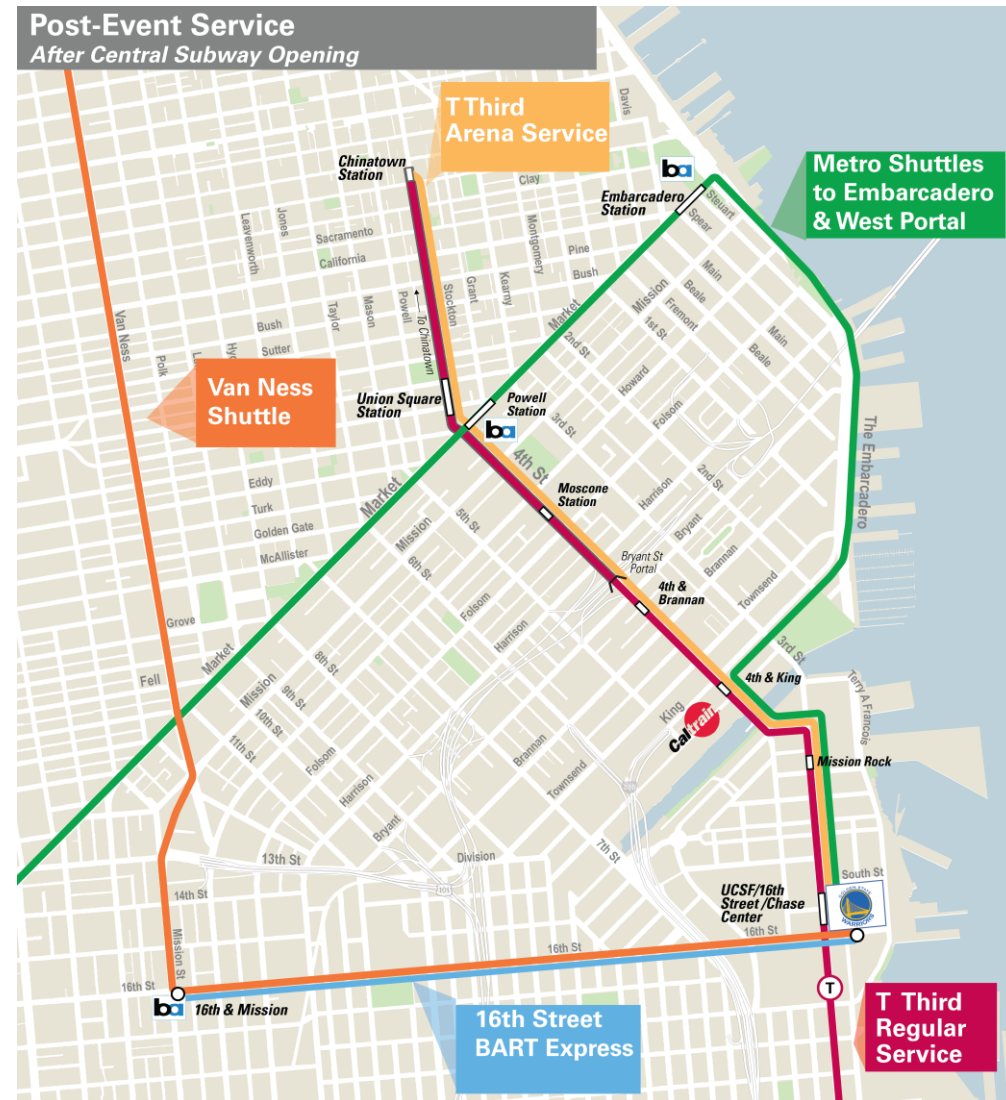 Post-Event Service
After Central Subway Opening
T Third
Arena Service
Davis
Chinatown
Station
Clay
ba
Embarcadero
Station
Steuart
Spear
Metro Shuttles
to Embarcadero
& West Portal
Jones
Leavenworth
Sacramento
California
Montgomery
Pine
Bush
Main
Beale
Fremont
1st St
Mission
Main
Beale
Kearny
Grant
Stockton
Powell
Mason
Taylor
To Chinatown
Market
2nd St
Van Ness
Polk
Bush
Sutter
Howard
Folsom
Van Ness
Shuttle
Union Square
Station
Powell
Station
ba
3rd St
4th St
The Embarcadero
Eddy
Turk
Golden Gate
McAllister
Market
Mission
5th St
6th St
Moscone
Station
Harrison
2nd St
Bryant
Brannan
Townsend
Bryant St
Portal
4th &
Brannan
Folsom
Harrison
Grove
Fell
Market
Mission
8th St
9th St
10th St
11th St
3rd St
4th & King
Terry A Francois
King
Caltrain
Folsom
Harrison
Bryant
Brannan
Townsend
280
Mission Rock
7th St
13th St
Division
101
14th St
South St
UCSF/16th
Street /Chase
Center
GOLDEN STATE
WARRIORS
16th St
16th St
Mission St
16th St
ba
16th & Mission
T
16th Street
BART Express
T Third
Regular
Service